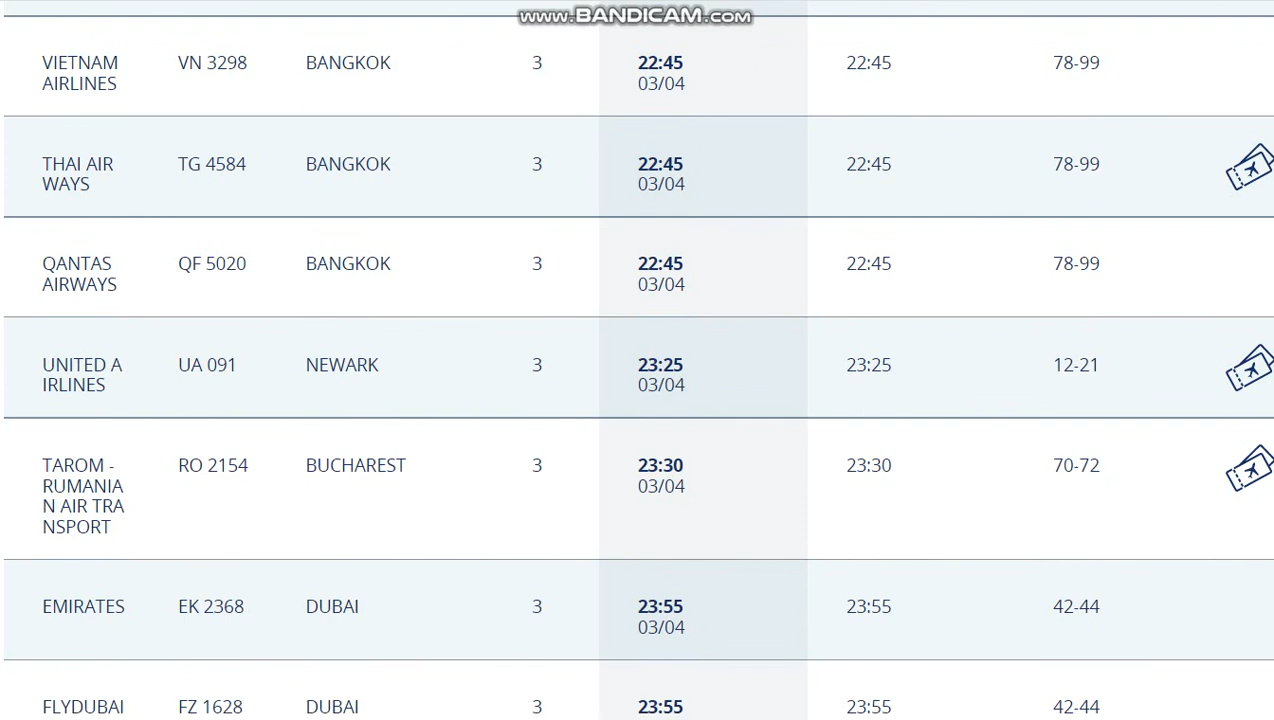 www.BANDICAM.com
VIETNAM AIRLINES VN 3298 BANGKOK 3 22:45 03/04 22:45 78-99
THAI AIR WAYS TG 4584 BANGKOK 3 22:45 03/04 22:45 78-99
QANTAS AIRWAYS QF 5020 BANGKOK 3 22:45 03/04 22:45 78-99
UNITED A IRLINES UA 091 NEWARK 3 23:25 03/04 23:25 12-21
TAROM - RUMANIA N AIR TRA NSPORT RO 2154 BUCHAREST 3 23:30 03/04 23:30 70-72
EMIRATES EK 2368 DUBAI 3 23:55 03/04 23:55 42-44
FLYDUBAI FZ 1628 DUBAI 3 23:55 23:55 42-44